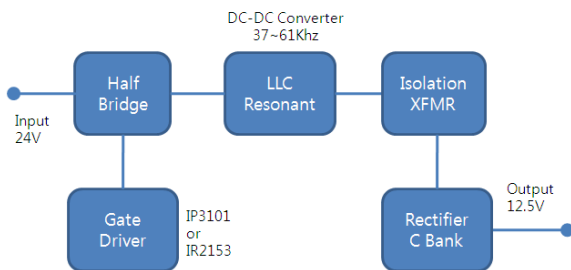 DC-DC Converter
37~61Khz
Half
Bridge
LLC
Resonant
Isolation
XFMR
Input
24V
Gate
Driver
IP3101
or
IR2153
Rectifier
C Bank
Output
12.5V